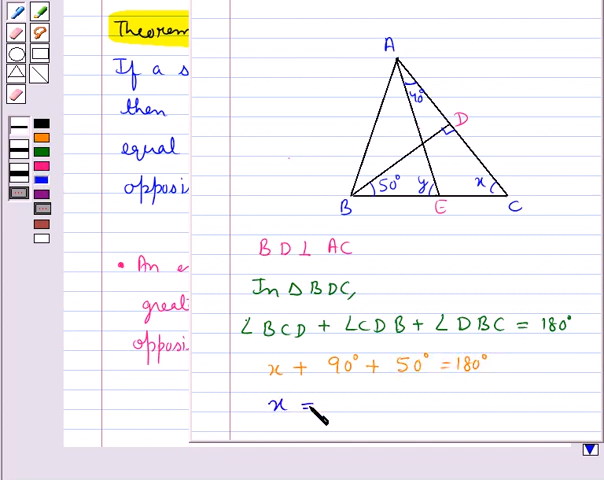 Theorem
If a s
then
equal
opposi
• An e
great
opposi
A
40°
D
50°
y
x
B
E
C
BD⊥AC
In △BDC,
∠BCD + ∠CDB + ∠DBC = 180°
x + 90° + 50° = 180°
x =